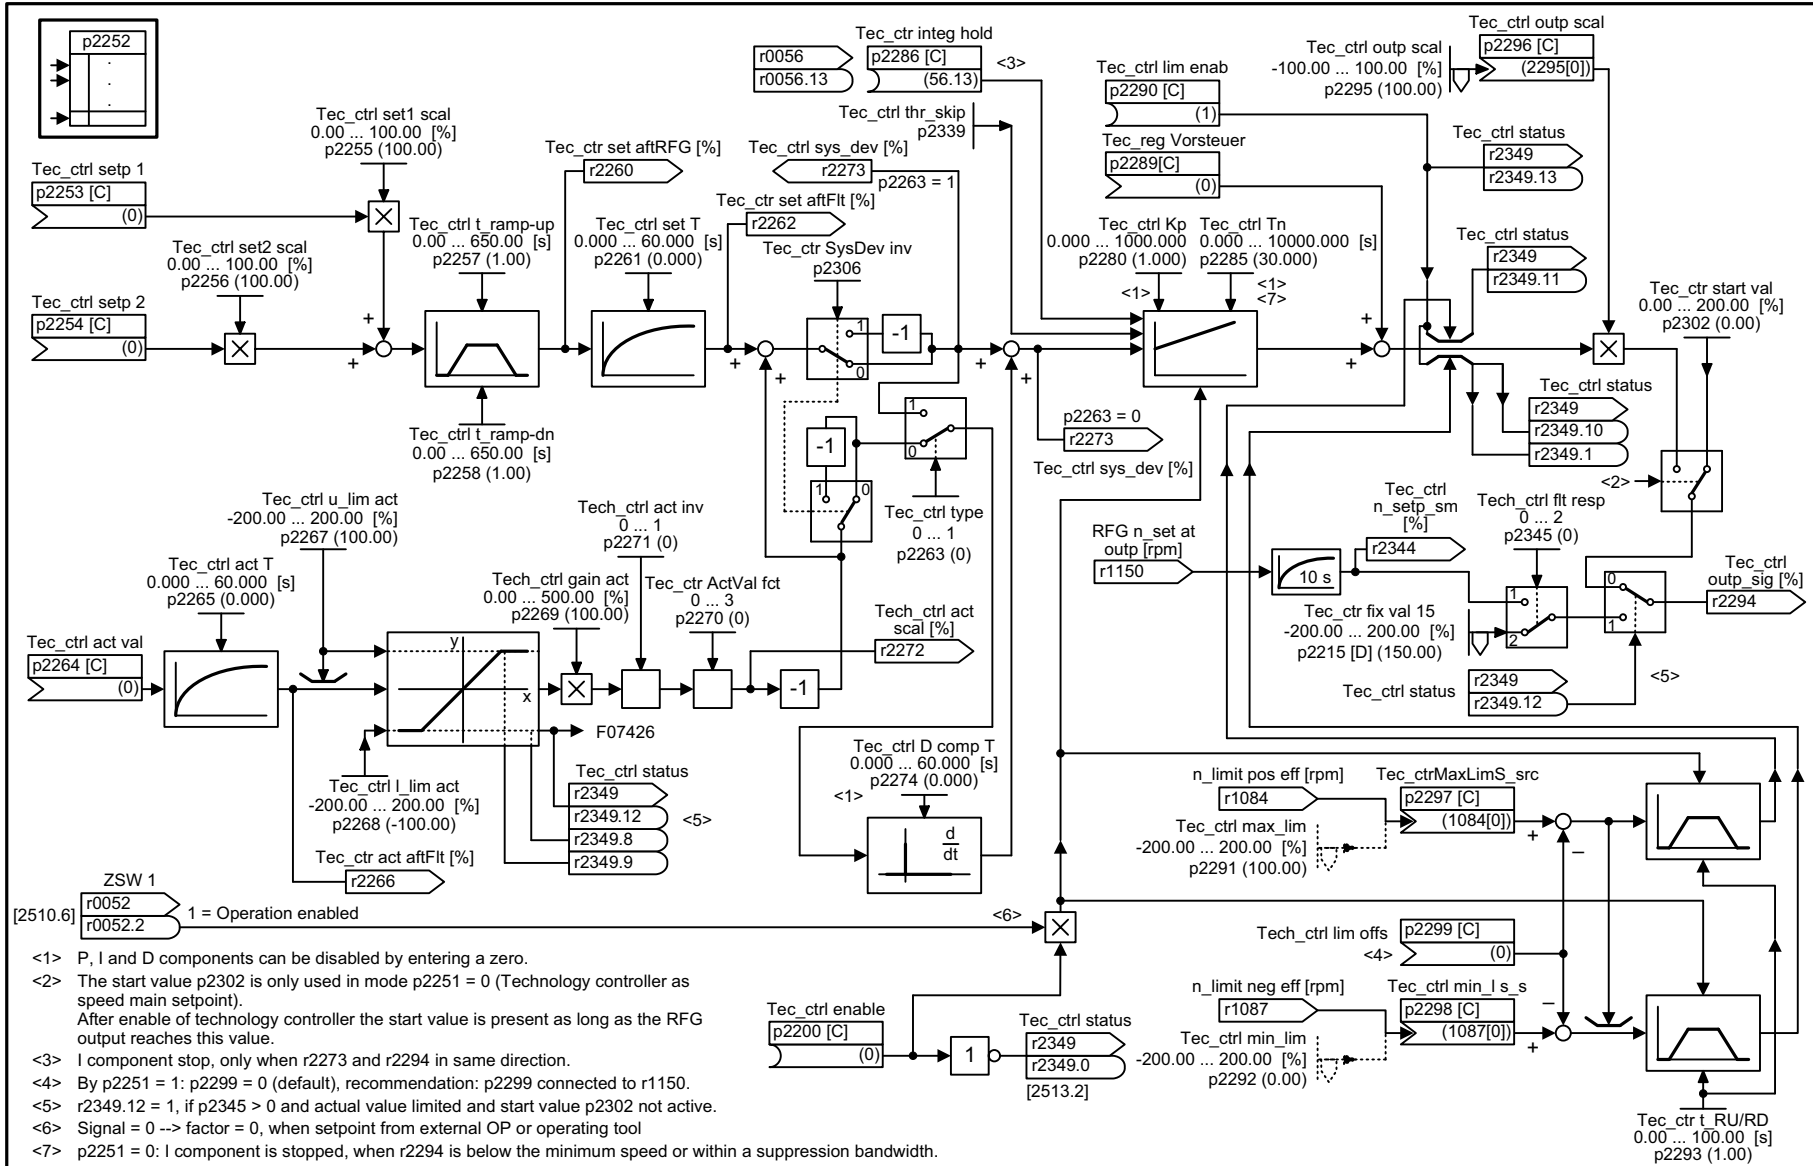 p2252
Tec_ctrl set1 scal
0.00 ... 100.00 [%]
p2255 (100.00)
Tec_ctrl setp 1
p2253 [C]
(0)
Tec_ctrl set2 scal
0.00 ... 100.00 [%]
p2256 (100.00)
Tec_ctrl setp 2
p2254 [C]
(0)
+
+
Tec_ctrl t_ramp-up
0.00 ... 650.00 [s]
p2257 (1.00)
Tec_ctrl t_ramp-dn
0.00 ... 650.00 [s]
p2258 (1.00)
Tec_ctr set aftRFG [%]
r2260
Tec_ctrl set T
0.000 ... 60.000 [s]
p2261 (0.000)
Tec_ctrl sys_dev [%]
r2273
p2263 = 1
Tec_ctr set aftFlt [%]
r2262
Tec_ctr SysDev inv
p2306
+
+
1
0
-1
-1
1
0
1
0
Tec_ctrl type
0 ... 1
p2263 (0)
r0056
r0056.13
Tec_ctr integ hold
p2286 [C]
(56.13)
<3>
Tec_ctrl thr_skip
p2339
Tec_ctrl lim enab
p2290 [C]
(1)
Tec_reg Vorsteuer
p2289[C]
(0)
Tec_ctrl Kp
0.000 ... 1000.000
p2280 (1.000)
<1>
Tec_ctrl Tn
0.000 ... 10000.000 [s]
p2285 (30.000)
<1>
<7>
+
+
p2263 = 0
r2273
Tec_ctrl sys_dev [%]
+
+
Tec_ctrl outp scal
-100.00 ... 100.00 [%]
p2295 (100.00)
Tec_ctrl outp scal
p2296 [C]
(2295[0])
Tec_ctrl status
r2349
r2349.13
Tec_ctrl status
r2349
r2349.11
Tec_ctr start val
0.00 ... 200.00 [%]
p2302 (0.00)
Tec_ctrl status
r2349
r2349.10
r2349.1
<2>
Tec_ctrl
n_setp_sm
[%]
r2344
Tech_ctrl flt resp
0 ... 2
p2345 (0)
RFG n_set at
outp [rpm]
r1150
10 s
Tec_ctr fix val 15
-200.00 ... 200.00 [%]
p2215 [D] (150.00)
1
2
0
1
Tec_ctrl
outp_sig [%]
r2294
Tec_ctrl status
r2349
r2349.12
<5>
Tec_ctrl u_lim act
-200.00 ... 200.00 [%]
p2267 (100.00)
Tec_ctrl act T
0.000 ... 60.000 [s]
p2265 (0.000)
Tec_ctrl act val
p2264 [C]
(0)
y
x
Tec_ctrl l_lim act
-200.00 ... 200.00 [%]
p2268 (-100.00)
Tec_ctr act aftFlt [%]
r2266
Tech_ctrl act inv
0 ... 1
p2271 (0)
Tech_ctrl gain act
0.00 ... 500.00 [%]
p2269 (100.00)
Tec_ctr ActVal fct
0 ... 3
p2270 (0)
Tech_ctrl act
scal [%]
r2272
-1
F07426
Tec_ctrl status
r2349
r2349.12
r2349.8
r2349.9
<5>
Tec_ctrl D comp T
0.000 ... 60.000 [s]
p2274 (0.000)
<1>
d
dt
n_limit pos eff [rpm]
r1084
Tec_ctrl max_lim
-200.00 ... 200.00 [%]
p2291 (100.00)
Tec_ctrMaxLimS_src
p2297 [C]
(1084[0])
+
–
Tech_ctrl lim offs
<4>
p2299 [C]
(0)
n_limit neg eff [rpm]
r1087
Tec_ctrl min_lim
-200.00 ... 200.00 [%]
p2292 (0.00)
Tec_ctrl min_l s_s
p2298 [C]
(1087[0])
–
+
Tec_ctr t_RU/RD
0.00 ... 100.00 [s]
p2293 (1.00)
ZSW 1
[2510.6]
r0052
r0052.2
1 = Operation enabled
<6>
Tec_ctrl enable
p2200 [C]
(0)
1
Tec_ctrl status
r2349
r2349.0
[2513.2]
<1> P, I and D components can be disabled by entering a zero.
<2> The start value p2302 is only used in mode p2251 = 0 (Technology controller as
speed main setpoint).
After enable of technology controller the start value is present as long as the RFG
output reaches this value.
<3> I component stop, only when r2273 and r2294 in same direction.
<4> By p2251 = 1: p2299 = 0 (default), recommendation: p2299 connected to r1150.
<5> r2349.12 = 1, if p2345 > 0 and actual value limited and start value p2302 not active.
<6> Signal = 0 --> factor = 0, when setpoint from external OP or operating tool
<7> p2251 = 0: I component is stopped, when r2294 is below the minimum speed or within a suppression bandwidth.